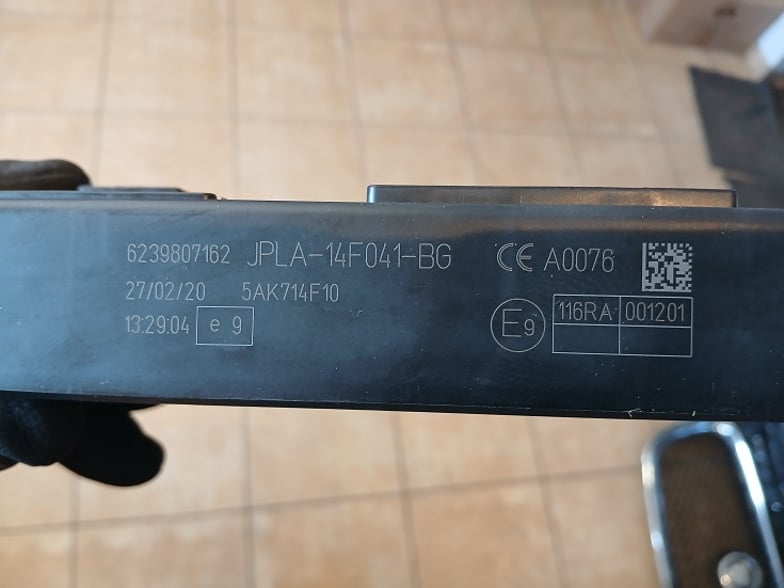 6239807162 JPLA-14F041-BG CE A0076
27/02/20 5AK714F10
13:29:04 e 9
E9 116RA 001201